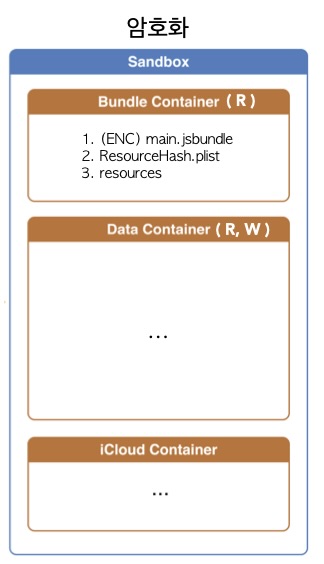 암호화
Sandbox
Bundle Container ( R )
1. (ENC) main.jsbundle
2. ResourceHash.plist
3. resources
Data Container ( R, W )
...
iCloud Container
...